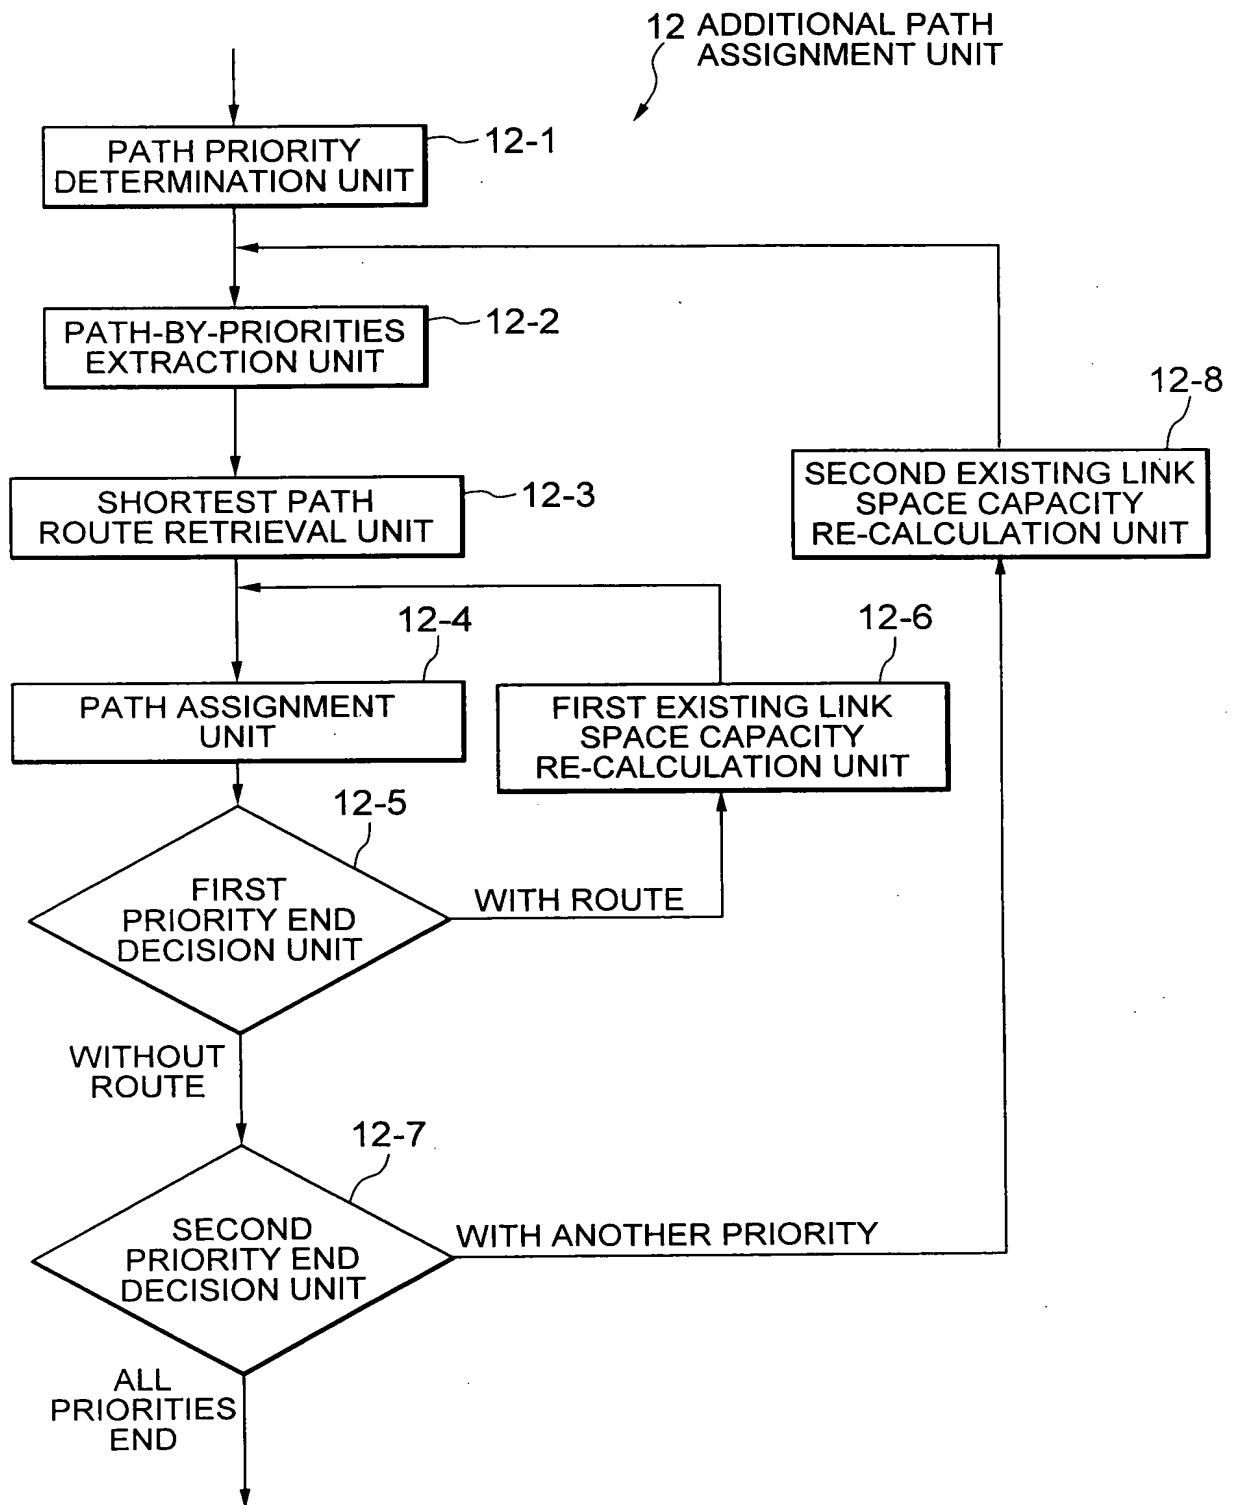 12 ADDITIONAL PATH
ASSIGNMENT UNIT
PATH PRIORITY
DETERMINATION UNIT
12-1
PATH-BY-PRIORITIES
EXTRACTION UNIT
12-2
12-8
SECOND EXISTING LINK
SPACE CAPACITY
RE-CALCULATION UNIT
SHORTEST PATH
ROUTE RETRIEVAL UNIT
12-3
12-4
PATH ASSIGNMENT
UNIT
12-6
FIRST EXISTING LINK
SPACE CAPACITY
RE-CALCULATION UNIT
12-5
FIRST
PRIORITY END
DECISION UNIT
WITH ROUTE
WITHOUT
ROUTE
12-7
SECOND
PRIORITY END
DECISION UNIT
WITH ANOTHER PRIORITY
ALL
PRIORITIES
END